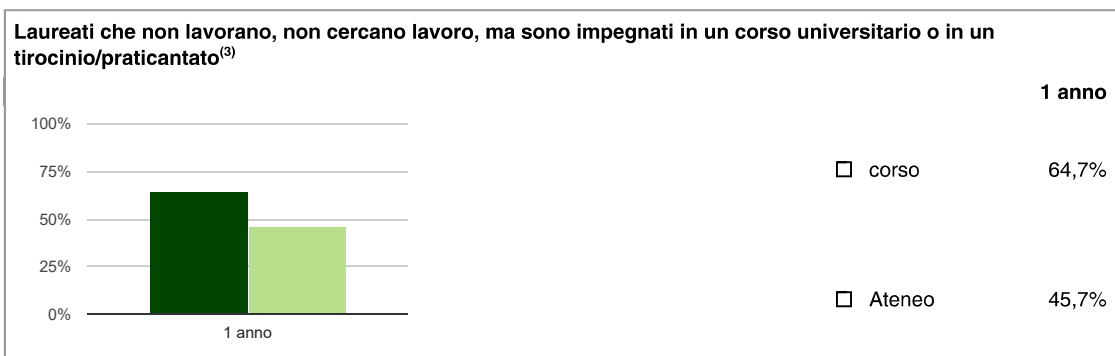 Laureati che non lavorano, non cercano lavoro, ma sono impegnati in un corso universitario o in un
tirocinio/praticantato(3)
1 anno
100%
75%
50%
25%
0%
1 anno
corso 64,7%
Ateneo 45,7%